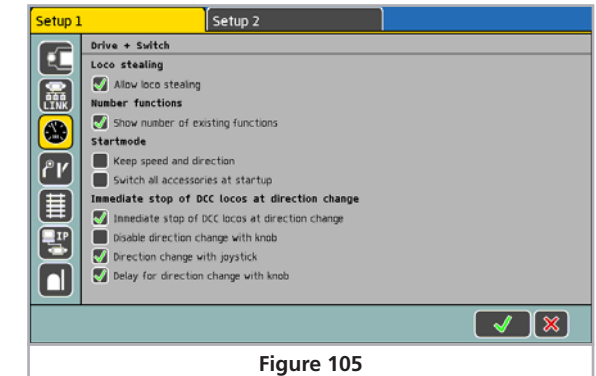 Setup 1
Setup 2
Drive + Switch
Loco stealing
Allow loco stealing
LINK
Number functions
Show number of existing functions
Startmode
Keep speed and direction
Switch all accessories at startup
Immediate stop of DCC locos at direction change
Immediate stop of DCC locos at direction change
IP
Disable direction change with knob
Direction change with joystick
Delay for direction change with knob
Figure 105